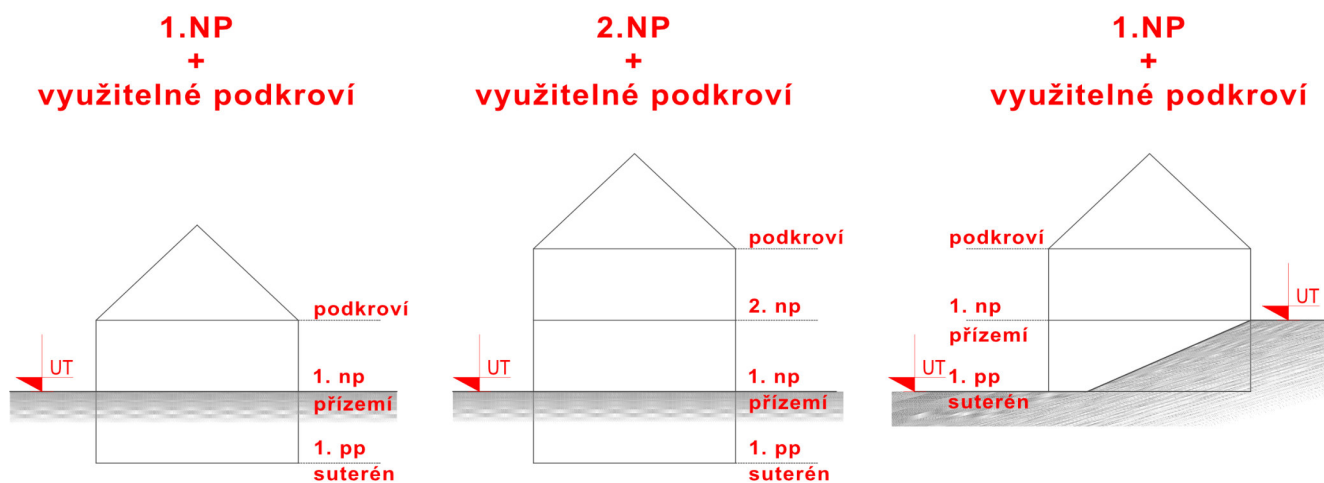 1.NP
+
využitelné podkroví
podkroví
UT
1. np
přízemí
1. pp
suterén
2.NP
+
využitelné podkroví
podkroví
2. np
UT
1. np
přízemí
1. pp
suterén
1.NP
+
využitelné podkroví
podkroví
1. np
UT
přízemí
UT
1. pp
suterén